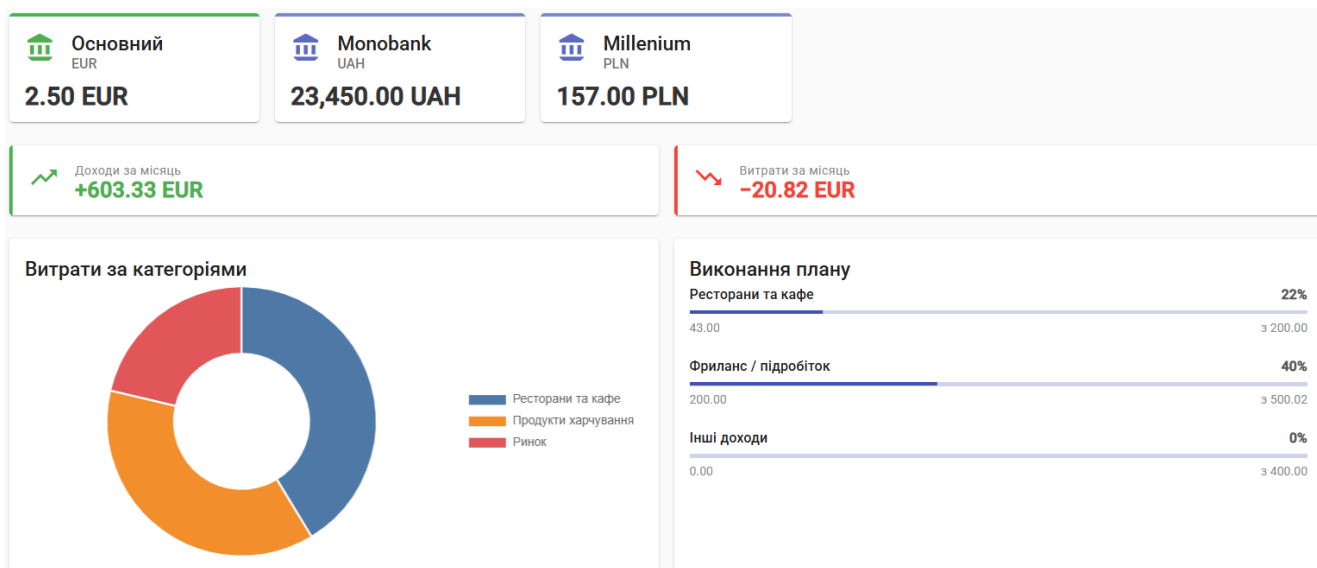 Основний
EUR
2.50 EUR
Monobank
UAH
23,450.00 UAH
Millenium
PLN
157.00 PLN
Доходи за місяць
+603.33 EUR
Витрати за місяць
−20.82 EUR
Витрати за категоріями
Ресторани та кафе
Продукти харчування
Ринок
Виконання плану
Ресторани та кафе 22%
43.00 з 200.00
Фриланс / підробіток 40%
200.00 з 500.02
Інші доходи 0%
0.00 з 400.00